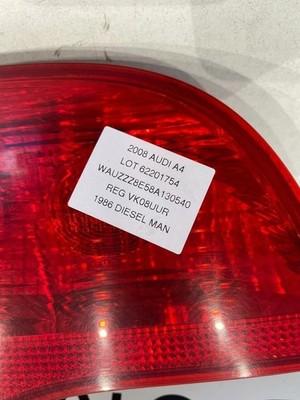 2008 AUDI A4
LOT 62201754
WAUZZZ8E58A130540
REG VK08UUR
1986 DIESEL MAN